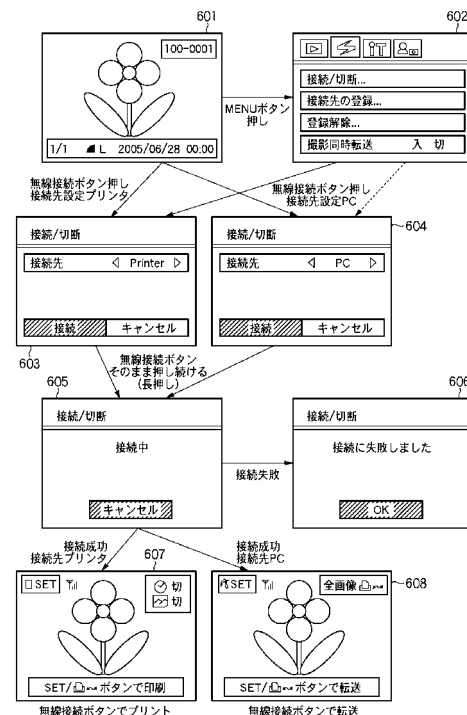 601
602
100-0001
1/1 L 2005/06/28 00:00
MENUボタン
押し
接続/切断...
接続先の登録...
登録解除...
撮影同時転送 入 切
無線接続ボタン押し
接続先設定プリンタ
無線接続ボタン押し
接続先設定PC
接続/切断
接続先 Printer
接続 キャンセル
603
接続/切断
接続先 PC
接続 キャンセル
604
無線接続ボタン
そのまま押し続ける
(長押し)
605
接続/切断
接続中
キャンセル
接続失敗
606
接続/切断
接続に失敗しました
OK
接続成功
接続先プリンタ
接続成功
接続先PC
607
SET
切
切
SET/ ボタンで印刷
無線接続ボタンでプリント
608
SET
全画像
SET/ ボタンで転送
無線接続ボタンで転送